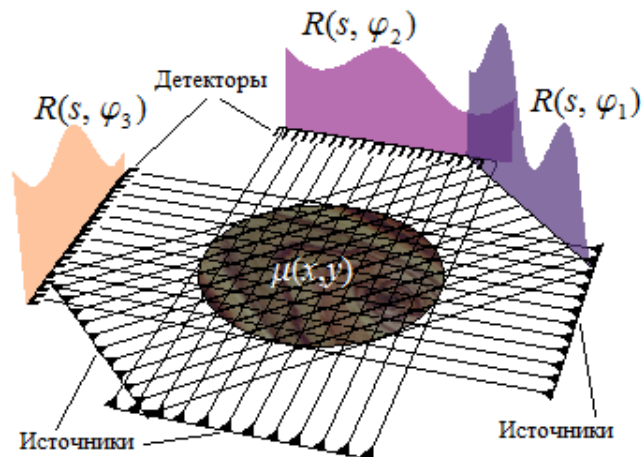 R(s, φ₂)
Детекторы
R(s, φ₃)
R(s, φ₁)
μ(x,y)
Источники
Источники